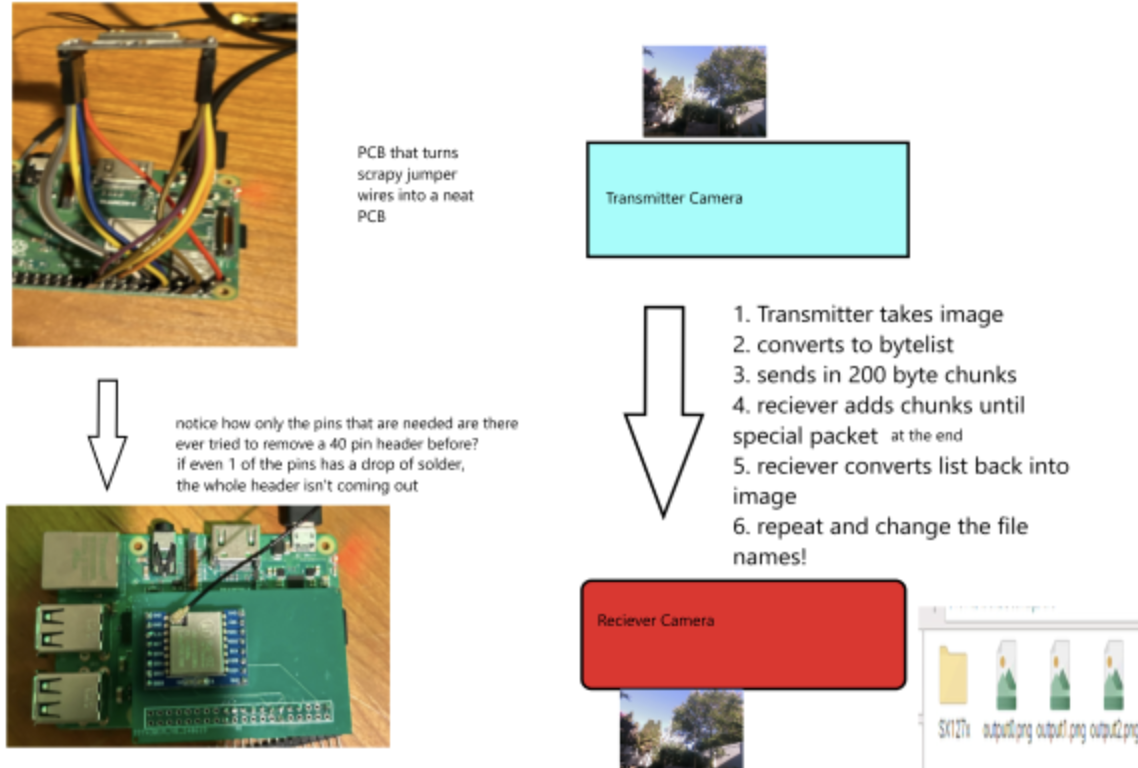 PCB that turns
scrapy jumper
wires into a neat
PCB
notice how only the pins that are needed are there
ever tried to remove a 40 pin header before?
if even 1 of the pins has a drop of solder,
the whole header isn't coming out
Transmitter Camera
1. Transmitter takes image
2. converts to bytelist
3. sends in 200 byte chunks
4. reciever adds chunks until
special packet at the end
5. reciever converts list back into
image
6. repeat and change the file
names!
Reciever Camera
SX127x output0.png output1.png output2.png